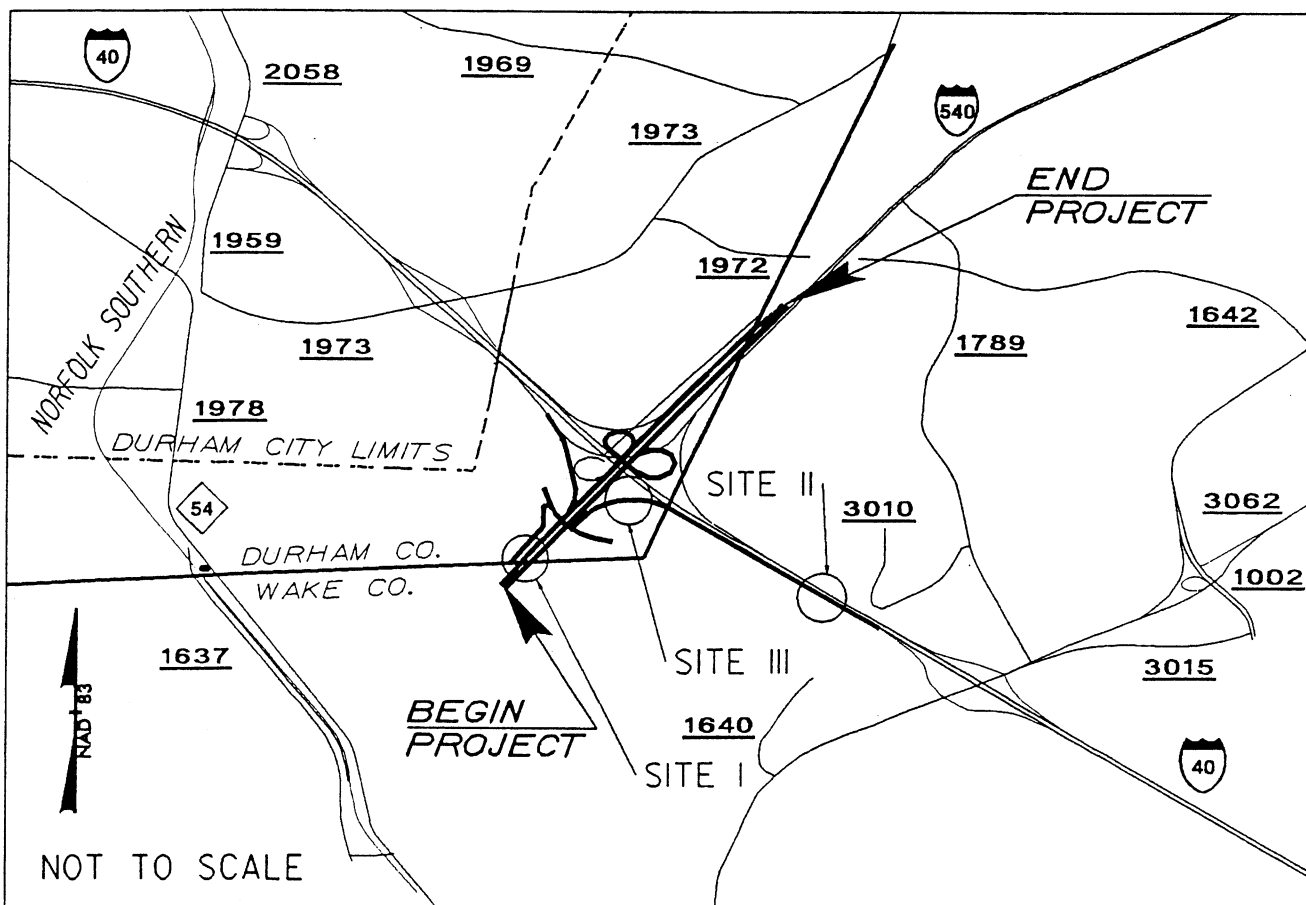 40
2058
1969
540
1973
END
PROJECT
1959
1972
NORFOLK SOUTHERN
1642
1973
1789
1978
DURHAM CITY LIMITS
SITE II
54
3010
3062
DURHAM CO.
WAKE CO.
1002
1637
SITE III
3015
NAD 83
BEGIN
PROJECT
1640
SITE I
40
NOT TO SCALE